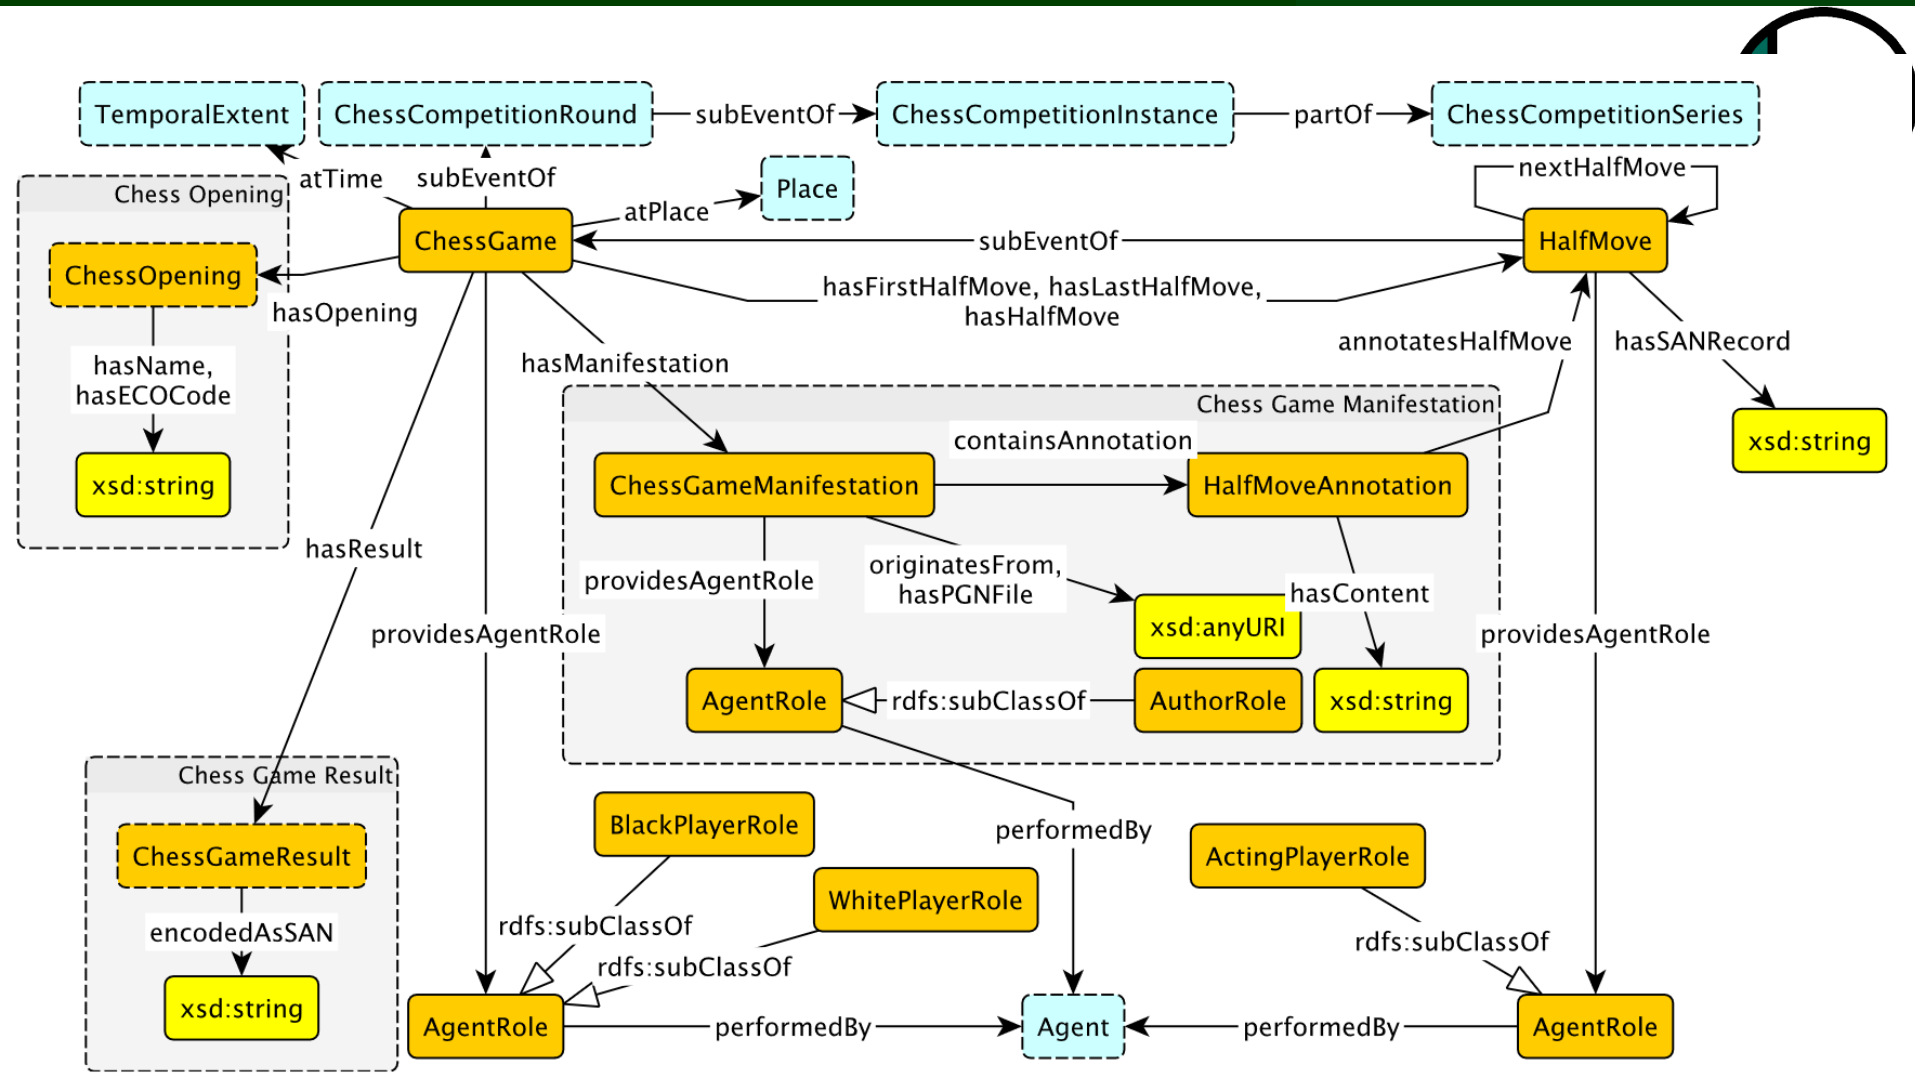 TemporalExtent
ChessCompetitionRound
subEventOf
ChessCompetitionInstance
partOf
ChessCompetitionSeries
nextHalfMove
atTime
subEventOf
Place
Chess Opening
atPlace
ChessGame
subEventOf
HalfMove
ChessOpening
hasFirstHalfMove, hasLastHalfMove,
hasHalfMove
hasOpening
annotatesHalfMove
hasSANRecord
hasName,
hasECOCode
hasManifestation
Chess Game Manifestation
containsAnnotation
xsd:string
xsd:string
ChessGameManifestation
HalfMoveAnnotation
hasResult
providesAgentRole
originatesFrom,
hasPGNFile
hasContent
providesAgentRole
xsd:anyURI
providesAgentRole
AgentRole
rdfs:subClassOf
AuthorRole
xsd:string
Chess Game Result
BlackPlayerRole
performedBy
ChessGameResult
ActingPlayerRole
WhitePlayerRole
encodedAsSAN
rdfs:subClassOf
rdfs:subClassOf
rdfs:subClassOf
xsd:string
AgentRole
performedBy
Agent
performedBy
AgentRole